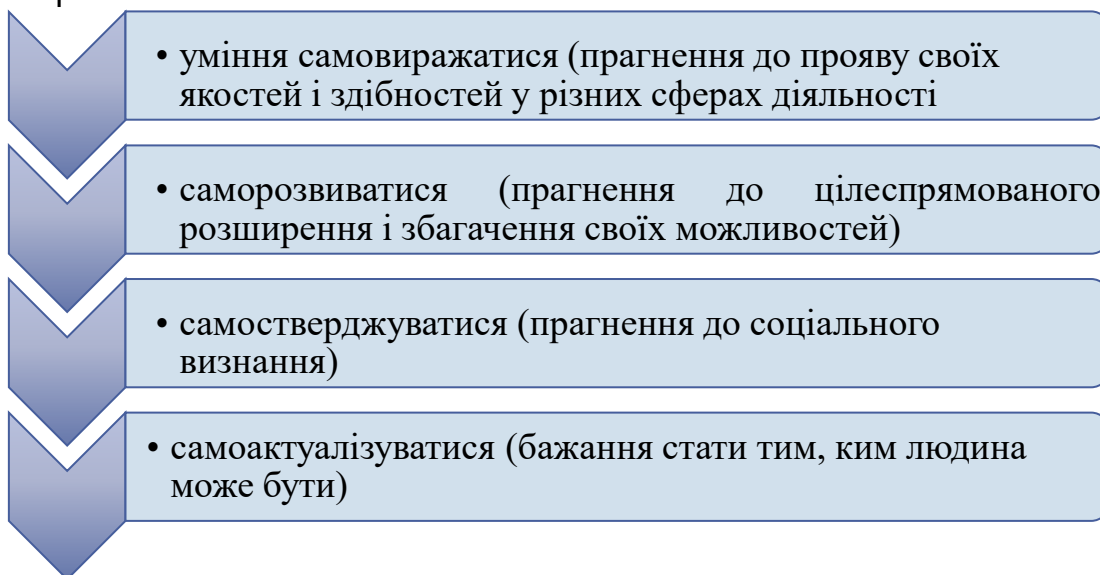 • уміння самовиражатися (прагнення до прояву своїх
якостей і здібностей у різних сферах діяльності
• саморозвиватися (прагнення до цілеспрямованого
розширення і збагачення своїх можливостей)
• самостверджуватися (прагнення до соціального
визнання)
• самоактуалізуватися (бажання стати тим, ким людина
може бути)